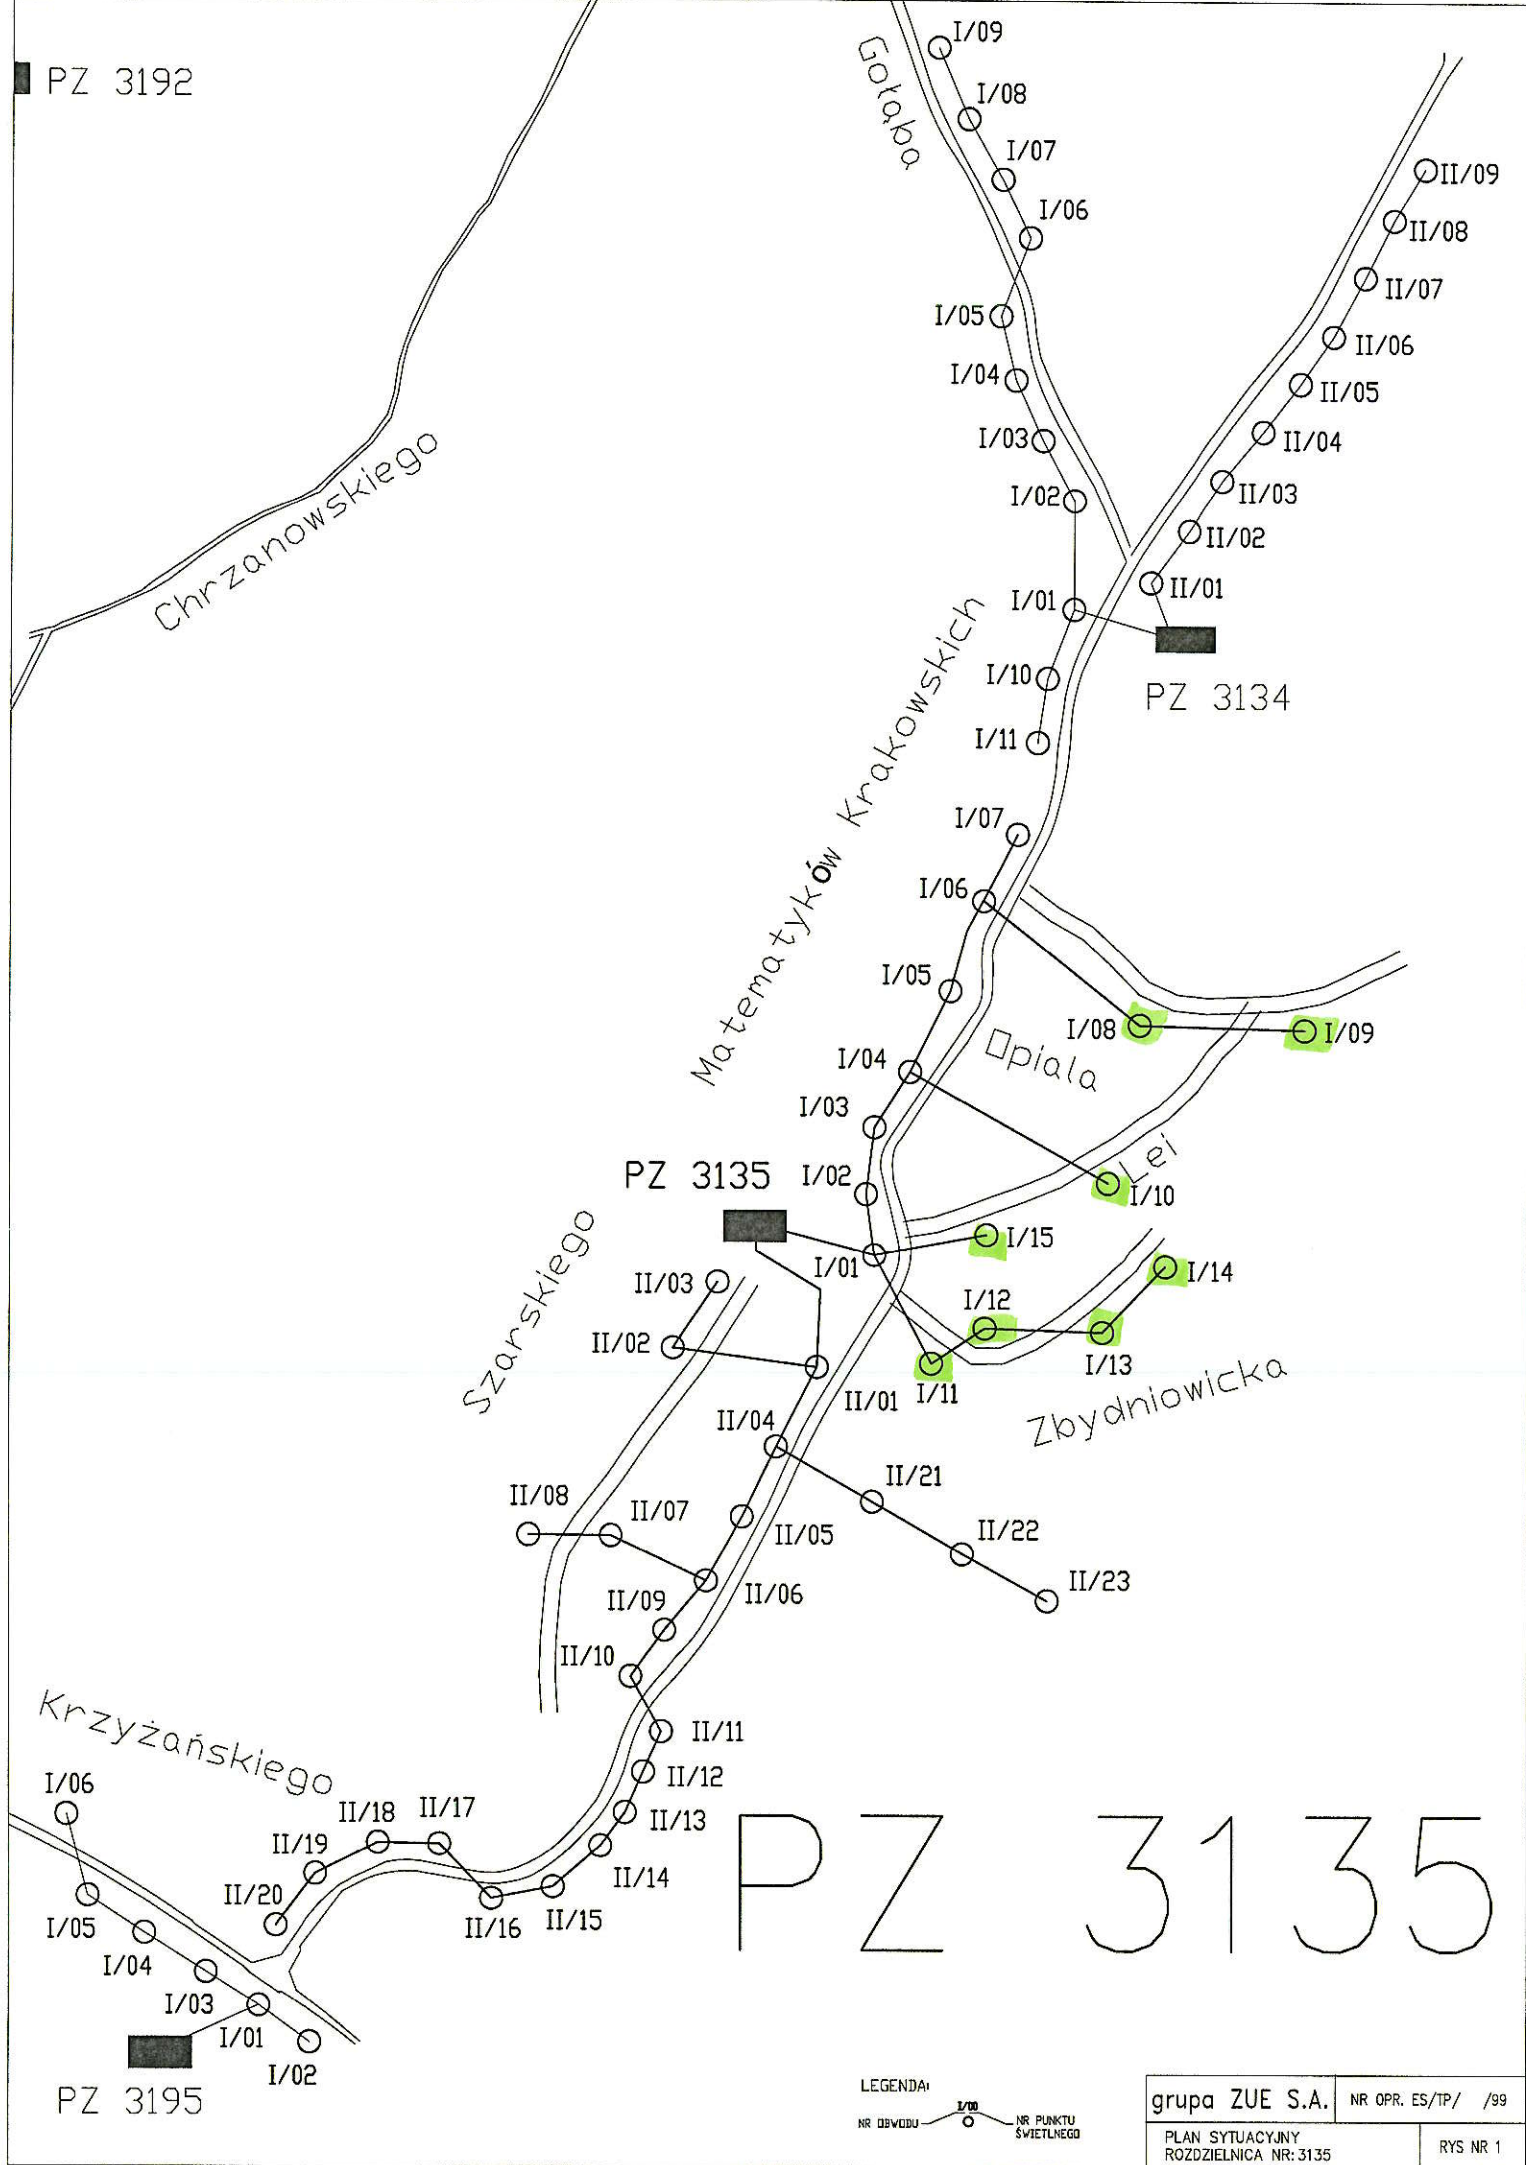 PZ 3192
Gołąba
I/09
I/08
I/07
I/06
I/05
I/04
I/03
I/02
I/01
I/10
I/11
II/09
II/08
II/07
II/06
II/05
II/04
II/03
II/02
II/01
PZ 3134
Chrzanowskiego
Matematyków Krakowskich
I/07
I/06
I/05
I/04
I/03
I/02
I/01
I/08
I/09
Opiala
Lei
I/10
I/15
I/14
I/12
I/13
I/11
Zbydniowicka
PZ 3135
Szarskiego
II/03
II/02
II/01
II/04
II/21
II/22
II/23
II/05
II/08
II/07
II/06
II/09
II/10
II/11
II/12
II/13
II/14
II/15
II/16
II/17
II/18
II/19
II/20
Krzyżańskiego
I/06
I/05
I/04
I/03
I/01
I/02
PZ 3195
PZ 3135
LEGENDA:
I/00
NR OBWODU
NR PUNKTU
ŚWIETLNEGO
grupa ZUE S.A.
NR OPR. ES/TP/ /99
PLAN SYTUACYJNY
ROZDZIELNICA NR:3135
RYS NR 1